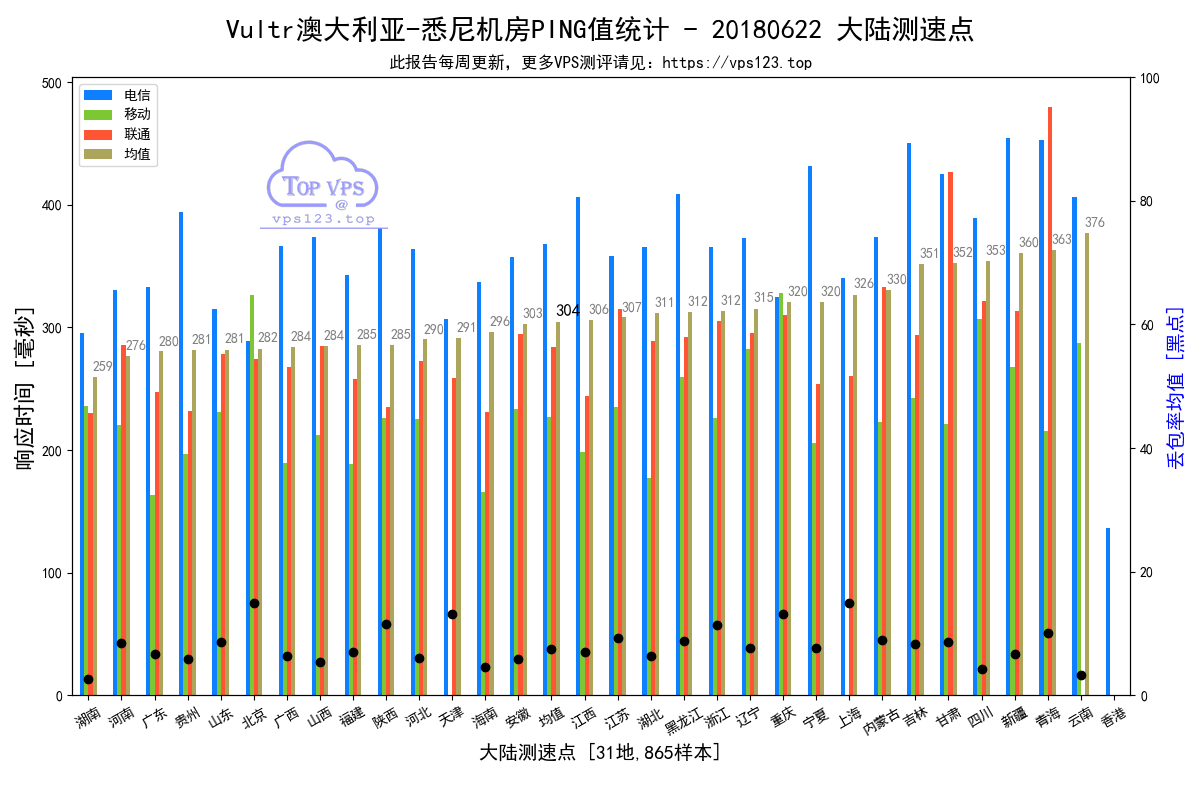 Vultr澳大利亚-悉尼机房PING值统计 - 20180622 大陆测速点
此报告每周更新，更多VPS测评请见：https://vps123.top
500
400
300
200
100
0
响应时间 [毫秒]
电信
移动
联通
均值
TOP VPS
@
vps123.top
259
276
280
281
281
282
284
284
285
285
290
291
296
303
304
306
307
311
312
312
315
320
320
326
330
351
352
353
360
363
376
100
80
60
40
20
0
丢包率均值 [黑点]
湖南
河南
广东
贵州
山东
北京
广西
山西
福建
陕西
河北
天津
海南
安徽
均值
江西
江苏
湖北
黑龙江
浙江
辽宁
重庆
宁夏
上海
内蒙古
吉林
甘肃
四川
新疆
青海
云南
香港
大陆测速点 [31地,865样本]